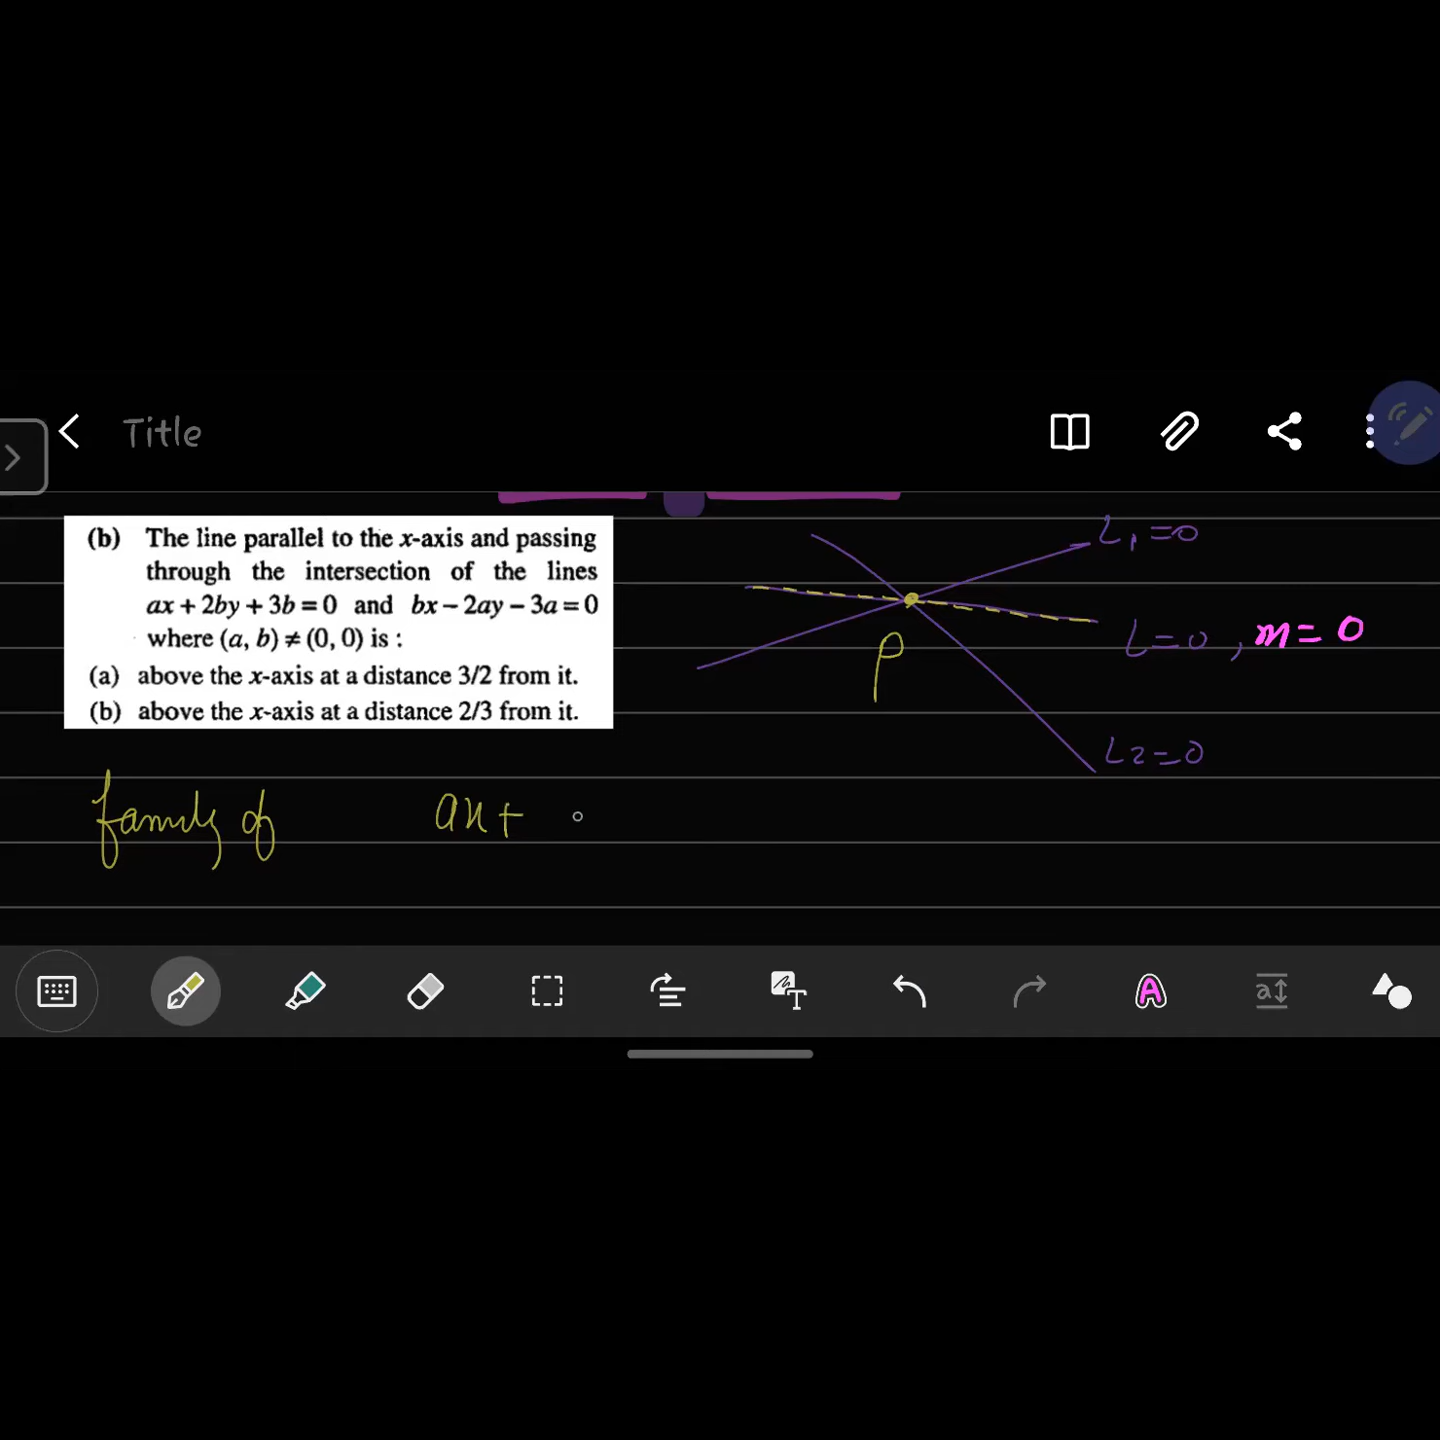 Title
(b) The line parallel to the x-axis and passing
through the intersection of the lines
ax + 2by + 3b = 0 and bx − 2ay − 3a = 0
where (a, b) ≠ (0, 0) is :
(a) above the x-axis at a distance 3/2 from it.
(b) above the x-axis at a distance 2/3 from it.
L1 = 0
L = 0 , m = 0
P
L2 = 0
family of ax +
T
A
a